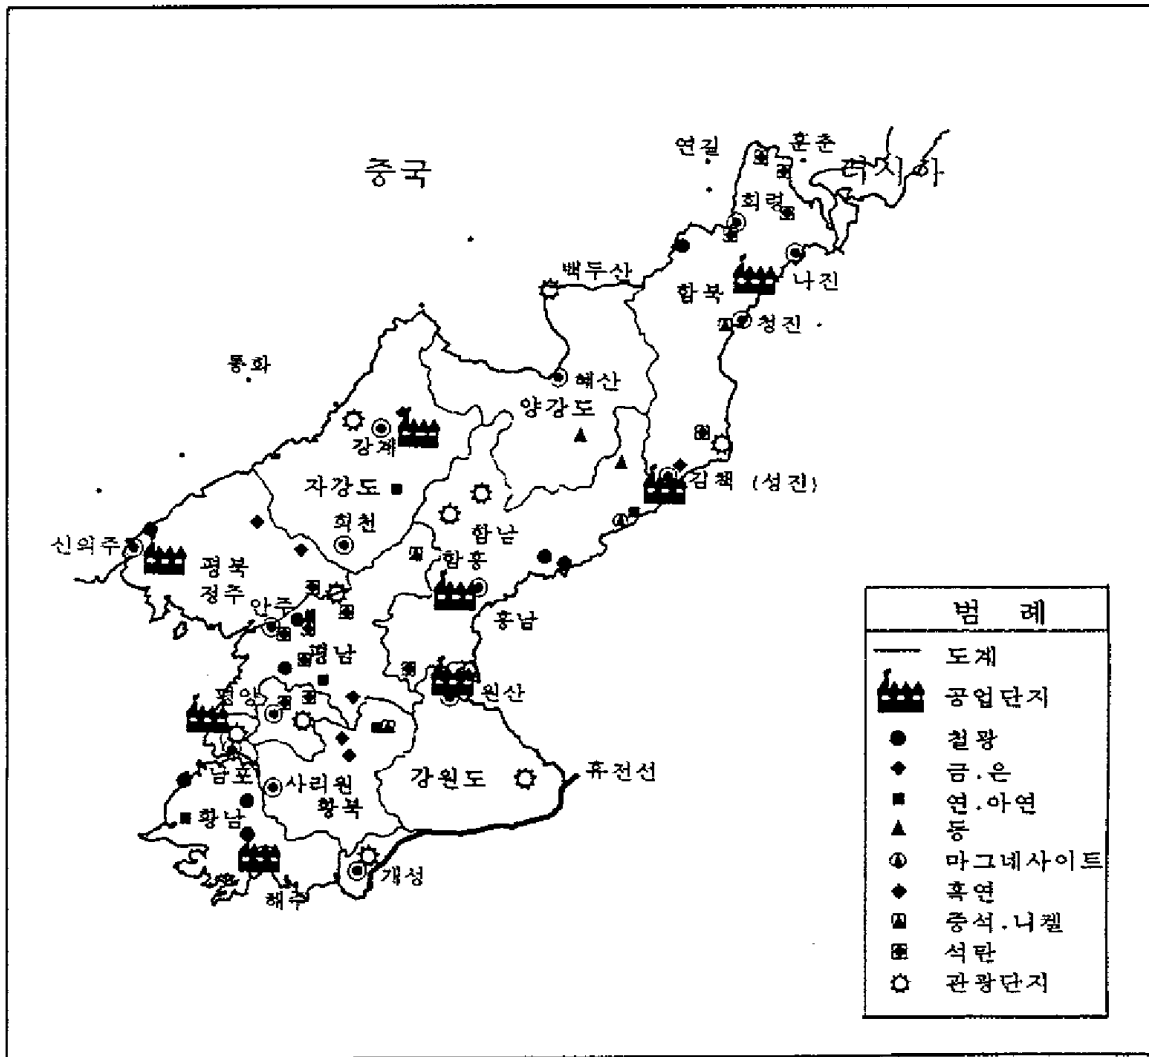 중국
연길
훈춘
러시아
회령
백두산
함북
나진
청진
통화
혜산
양강도
강계
자강도
희천
김책 (성진)
함남
함흥
신의주
평북
정주
안주
흥남
평남
원산
평양
남포
사리원
황북
강원도
휴전선
황남
개성
해주
범 례
도계
공업단지
철광
금.은
연.아연
동
마그네사이트
흑연
중석.니켈
석탄
관광단지